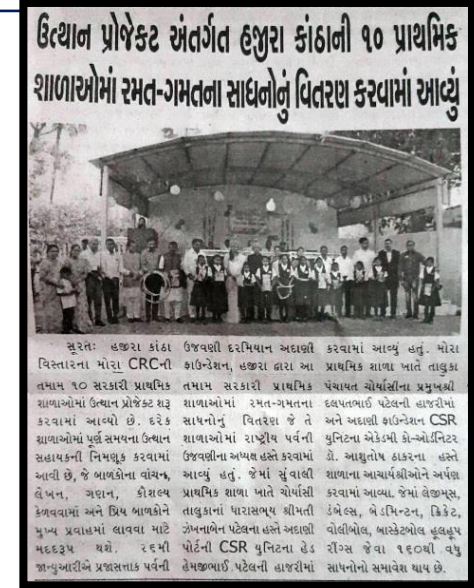 ઉત્થાન પ્રોજેક્ટ અંતર્ગત હજીરા કાંઠાની ૧૦ પ્રાથમિક
શાળાઓમાં રમત-ગમતના સાધનોનું વિતરણ કરવામાં આવ્યું
સુરતઃ હજીરા કાંઠા
વિસ્તારના મોરા CRCની
તમામ ૧૦ સરકારી પ્રાથમિક
શાળાઓમાં ઉત્થાન પ્રોજેક્ટ શરૂ
કરવામાં આવ્યો છે. દરેક
શાળાઓમાં પૂર્ણ સમયના ઉત્થાન
સહાયકની નિમણૂક કરવામાં
આવી છે, જે બાળકોના વાંચન,
લેખન, ગણન, કૌશલ્ય
કેળવવામાં અને પ્રિય બાળકોને
મુખ્ય પ્રવાહમાં લાવવા માટે
મદદરૂપ થશે. ૨૬મી
જાન્યુઆરીએ પ્રજાસત્તાક પર્વની
ઉજવણી દરમિયાન અદાણી
ફાઉન્ડેશન, હજીરા દ્વારા આ
તમામ સરકારી પ્રાથમિક
શાળાઓમાં રમત-ગમતના
સાધનોનું વિતરણ જે તે
શાળાઓમાં રાષ્ટ્રીય પર્વની
ઉજવણીના અધ્યક્ષ હસ્તે કરવામાં
આવ્યું હતું. જેમાં સુંવાલી
પ્રાથમિક શાળા ખાતે ચોર્યાસી
તાલુકાનાં ધારાસભ્ય શ્રીમતી
ઝંખનાબેન પટેલના હસ્તે અદાણી
પોર્ટની CSR યુનિટના હેડ
હેમજીભાઈ પટેલની હાજરીમાં
કરવામાં આવ્યું હતું. મોરા
પ્રાથમિક શાળા ખાતે તાલુકા
પંચાયત ચોર્યાસીના પ્રમુખશ્રી
દલપતભાઈ પટેલની હાજરીમાં
અને અદાણી ફાઉન્ડેશન CSR
યુનિટના એકેડમી કો-ઓર્ડિનેટર
ડૉ. આશુતોષ ઠાકરના હસ્તે
શાળાના આચાર્યશ્રીઓને અર્પણ
કરવામાં આવ્યા. જેમાં લેજીમ્સ,
ડંબેલ્સ, બેડમિન્ટન, ક્રિકેટ,
વોલીબોલ, બાસ્કેટબોલ હૂલહૂપ
રીંગ્સ જેવા ૧૬૦થી વધુ
સાધનોનો સમાવેશ થાય છે.